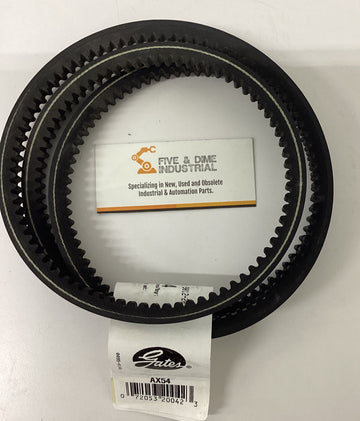 FIVE & DIME
INDUSTRIAL
Specializing in New, Used and Obsolete
Industrial & Automation Parts.
Gates
AX54
0 72053 20042 3